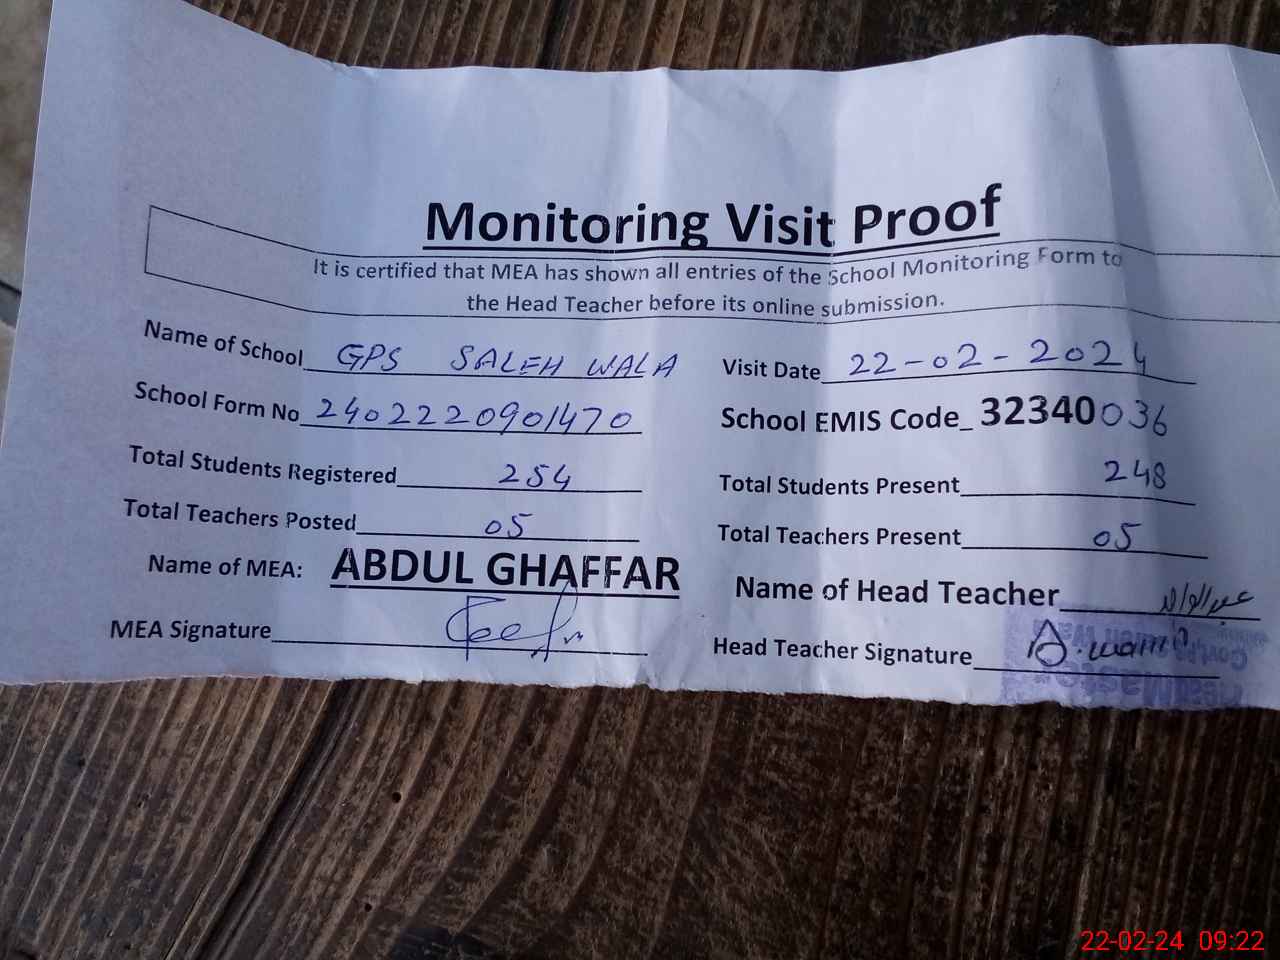 Monitoring Visit Proof
It is certified that MEA has shown all entries of the School Monitoring Form to
the Head Teacher before its online submission.
Name of School GPS SALEH WALA Visit Date 22-02-2024
School Form No 2402220901470 School EMIS Code_ 32340036
Total Students Registered 254 Total Students Present 248
Total Teachers Posted 05 Total Teachers Present 05
Name of MEA: ABDUL GHAFFAR Name of Head Teacher
MEA Signature Head Teacher Signature
22-02-24 09:22